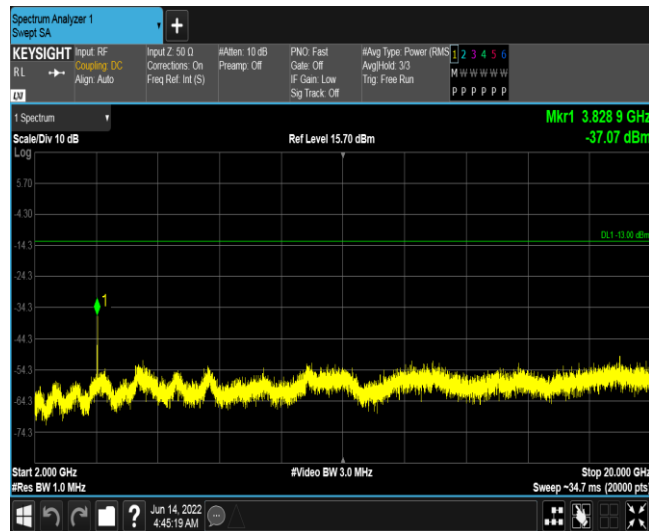 Spectrum Analyzer 1
Swept SA
KEYSIGHT
RL
LXI
Input: RF
Coupling: DC
Align: Auto
Input Z: 50 Ω
Corrections: On
Freq Ref: Int (S)
#Atten: 10 dB
Preamp: Off
PNO: Fast
Gate: Off
IF Gain: Low
Sig Track: Off
#Avg Type: Power (RMS
Avg|Hold: 3/3
Trig: Free Run
1 2 3 4 5 6
M W W W W W
P P P P P P
1 Spectrum
Scale/Div 10 dB
Log
Ref Level 15.70 dBm
Mkr1 3.828 9 GHz
-37.07 dBm
5.70
-4.30
-14.3
DL1 -13.00 dBm
-24.3
-34.3
1
-44.3
-54.3
-64.3
-74.3
Start 2.000 GHz
#Video BW 3.0 MHz
Stop 20.000 GHz
#Res BW 1.0 MHz
Sweep ~34.7 ms (20000 pts)
?
Jun 14, 2022
4:45:19 AM